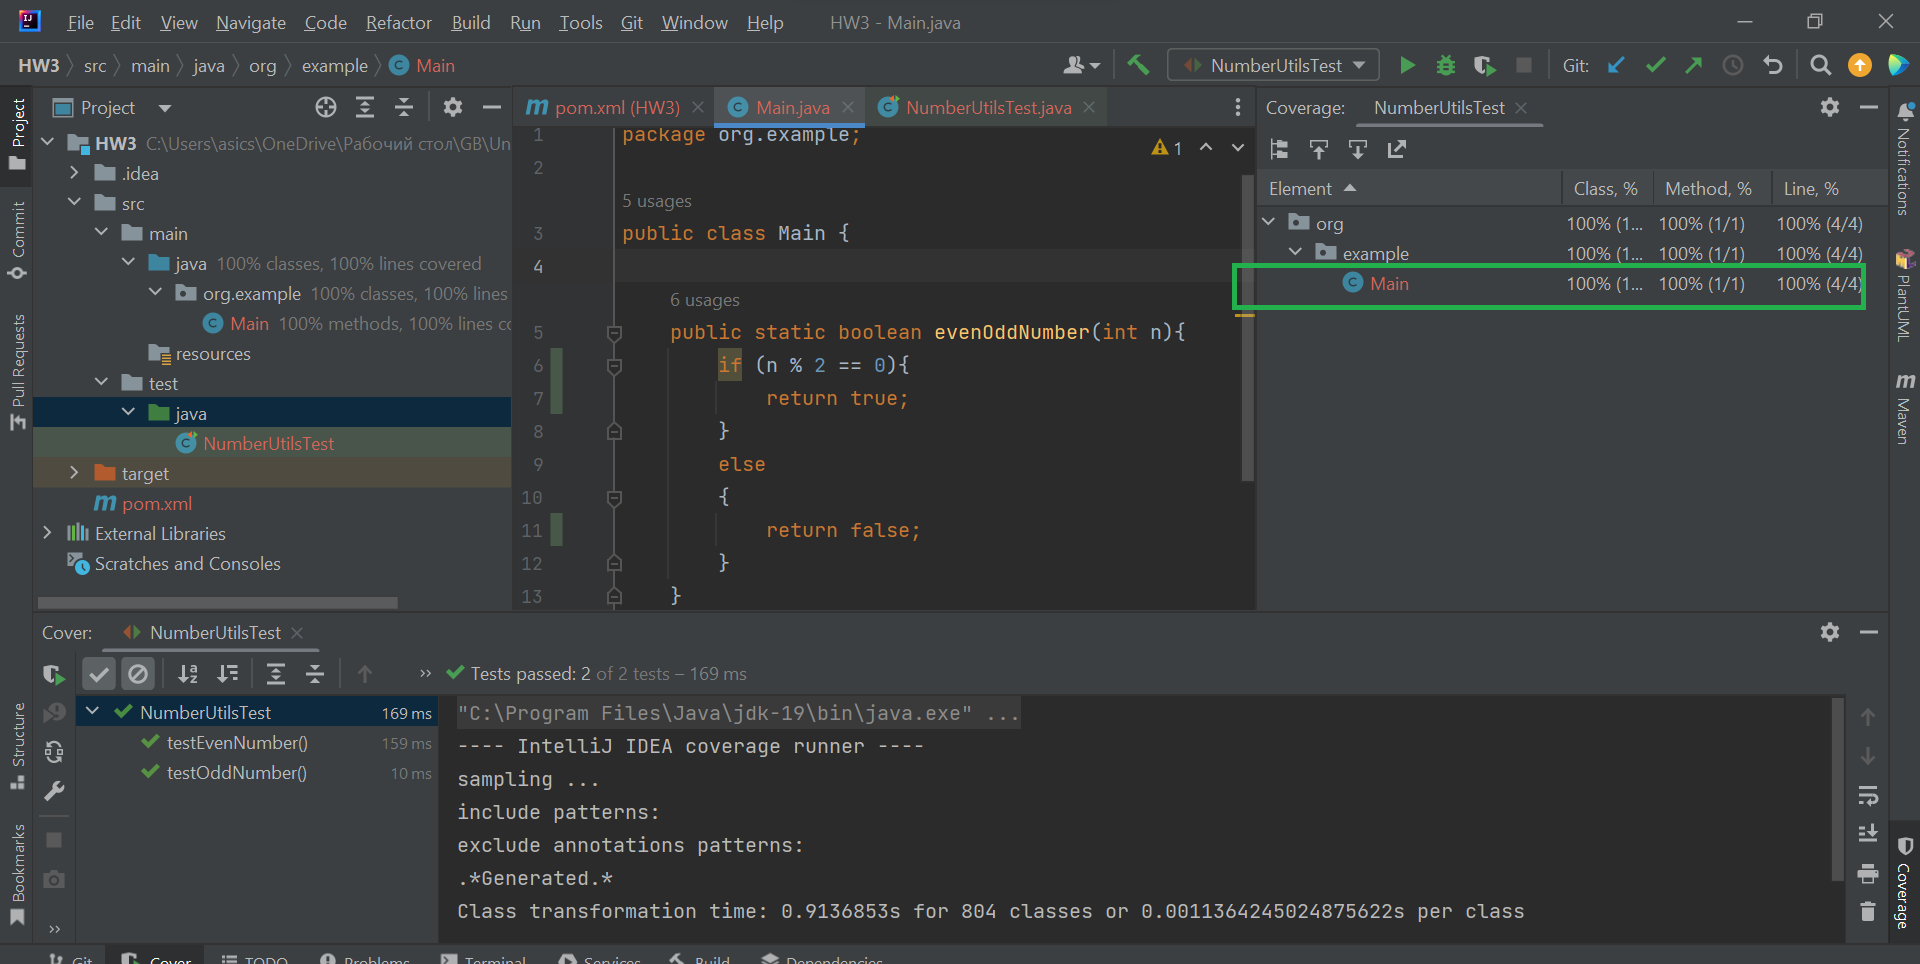 File Edit View Navigate Code Refactor Build Run Tools Git Window Help HW3 - Main.java
HW3 src main java org example Main NumberUtilsTest Git:
Project
pom.xml (HW3) Main.java NumberUtilsTest.java
Coverage: NumberUtilsTest
HW3 C:\Users\asics\OneDrive\Рабочий стол\GB\Un
.idea
src
main
java 100% classes, 100% lines covered
org.example 100% classes, 100% lines
Main 100% methods, 100% lines co
resources
test
java
NumberUtilsTest
target
pom.xml
External Libraries
Scratches and Consoles
1 package org.example;
2
5 usages
3 public class Main {
4
6 usages
5 public static boolean evenOddNumber(int n){
6 if (n % 2 == 0){
7 return true;
8 }
9 else
10 {
11 return false;
12 }
13 }
1
Element Class, % Method, % Line, %
org 100% (1... 100% (1/1) 100% (4/4)
example 100% (1... 100% (1/1) 100% (4/4)
Main 100% (1... 100% (1/1) 100% (4/4)
Project
Commit
Pull Requests
Structure
Bookmarks
Notifications
PlantUML
Maven
Coverage
Cover: NumberUtilsTest
Tests passed: 2 of 2 tests – 169 ms
NumberUtilsTest 169 ms
testEvenNumber() 159 ms
testOddNumber() 10 ms
"C:\Program Files\Java\jdk-19\bin\java.exe" ...
---- IntelliJ IDEA coverage runner ----
sampling ...
include patterns:
exclude annotations patterns:
.*Generated.*
Class transformation time: 0.9136853s for 804 classes or 0.0011364245024875622s per class
Git Cover TODO Problems Terminal Services Build Dependencies